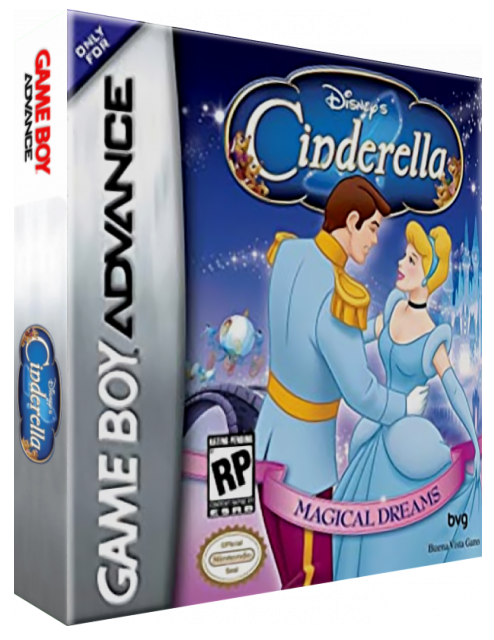 ONLY
FOR
GAME BOY
ADVANCE
Disney's
Cinderella
GAME BOY ADVANCE
Disney's
Cinderella
RATING PENDING
RP
ESRB
MAGICAL DREAMS
Official
Nintendo
Seal
bvg
Buena Vista Games